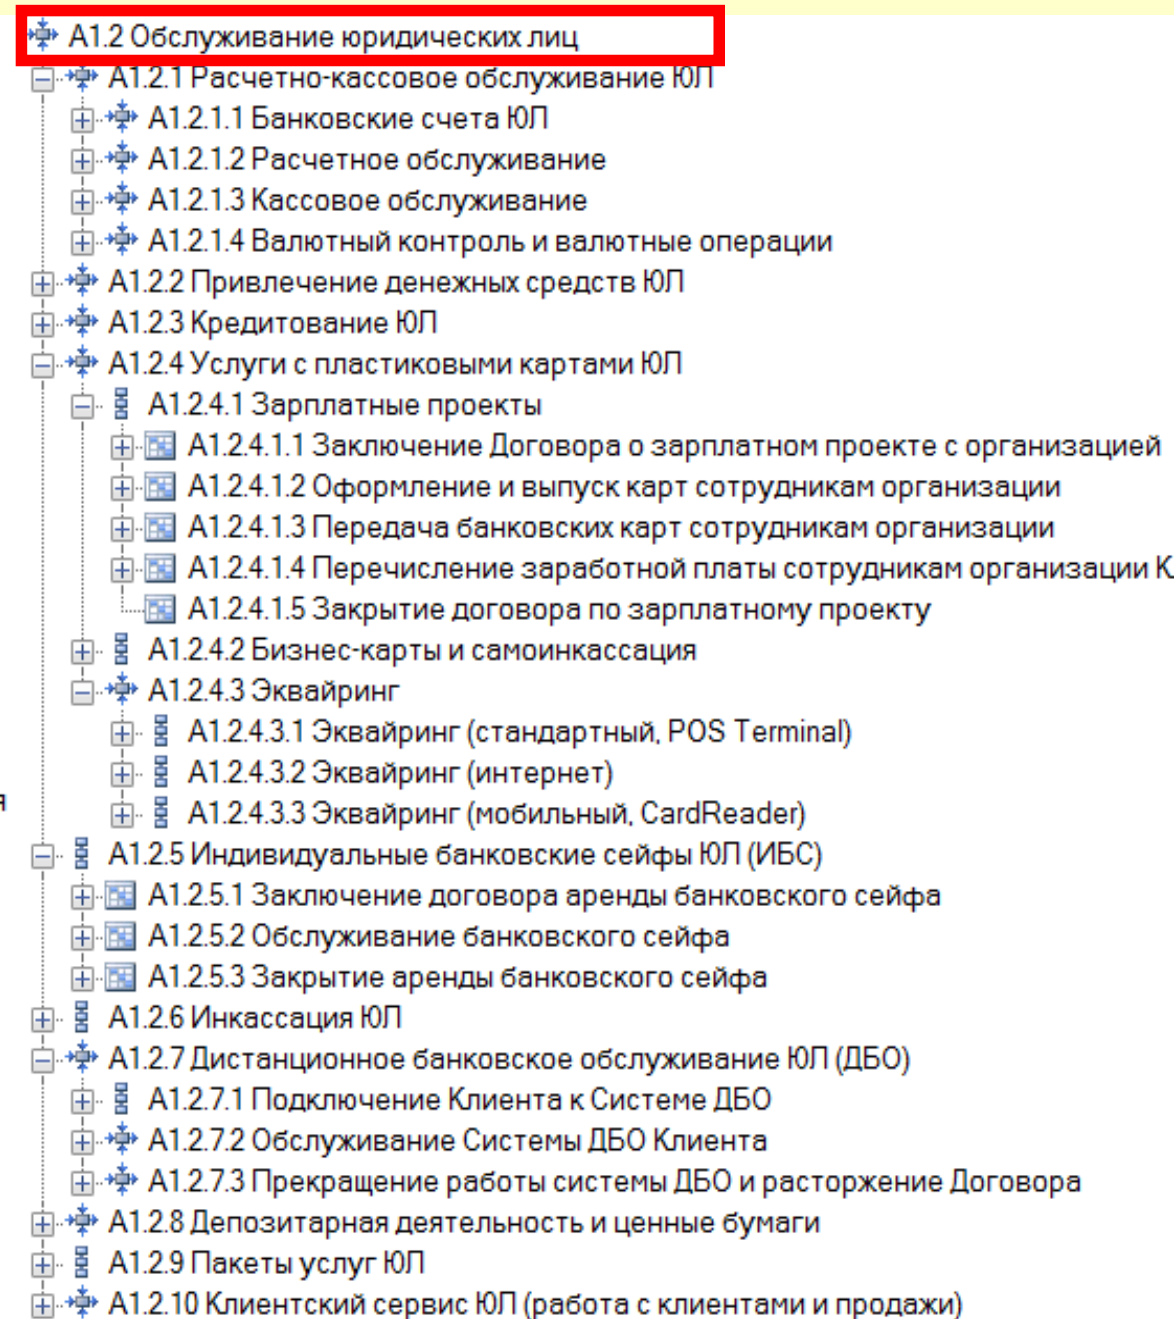 А1.2 Обслуживание юридических лиц
А1.2.1 Расчетно-кассовое обслуживание ЮЛ
А1.2.1.1 Банковские счета ЮЛ
А1.2.1.2 Расчетное обслуживание
А1.2.1.3 Кассовое обслуживание
А1.2.1.4 Валютный контроль и валютные операции
А1.2.2 Привлечение денежных средств ЮЛ
А1.2.3 Кредитование ЮЛ
А1.2.4 Услуги с пластиковыми картами ЮЛ
А1.2.4.1 Зарплатные проекты
А1.2.4.1.1 Заключение Договора о зарплатном проекте с организацией
А1.2.4.1.2 Оформление и выпуск карт сотрудникам организации
А1.2.4.1.3 Передача банковских карт сотрудникам организации
А1.2.4.1.4 Перечисление заработной платы сотрудникам организации
А1.2.4.1.5 Закрытие договора по зарплатному проекту
А1.2.4.2 Бизнес-карты и самоинкассация
А1.2.4.3 Эквайринг
А1.2.4.3.1 Эквайринг (стандартный, POS Terminal)
А1.2.4.3.2 Эквайринг (интернет)
А1.2.4.3.3 Эквайринг (мобильный, CardReader)
А1.2.5 Индивидуальные банковские сейфы ЮЛ (ИБС)
А1.2.5.1 Заключение договора аренды банковского сейфа
А1.2.5.2 Обслуживание банковского сейфа
А1.2.5.3 Закрытие аренды банковского сейфа
А1.2.6 Инкассация ЮЛ
А1.2.7 Дистанционное банковское обслуживание ЮЛ (ДБО)
А1.2.7.1 Подключение Клиента к Системе ДБО
А1.2.7.2 Обслуживание Системы ДБО Клиента
А1.2.7.3 Прекращение работы системы ДБО и расторжение Договора
А1.2.8 Депозитарная деятельность и ценные бумаги
А1.2.9 Пакеты услуг ЮЛ
А1.2.10 Клиентский сервис ЮЛ (работа с клиентами и продажи)